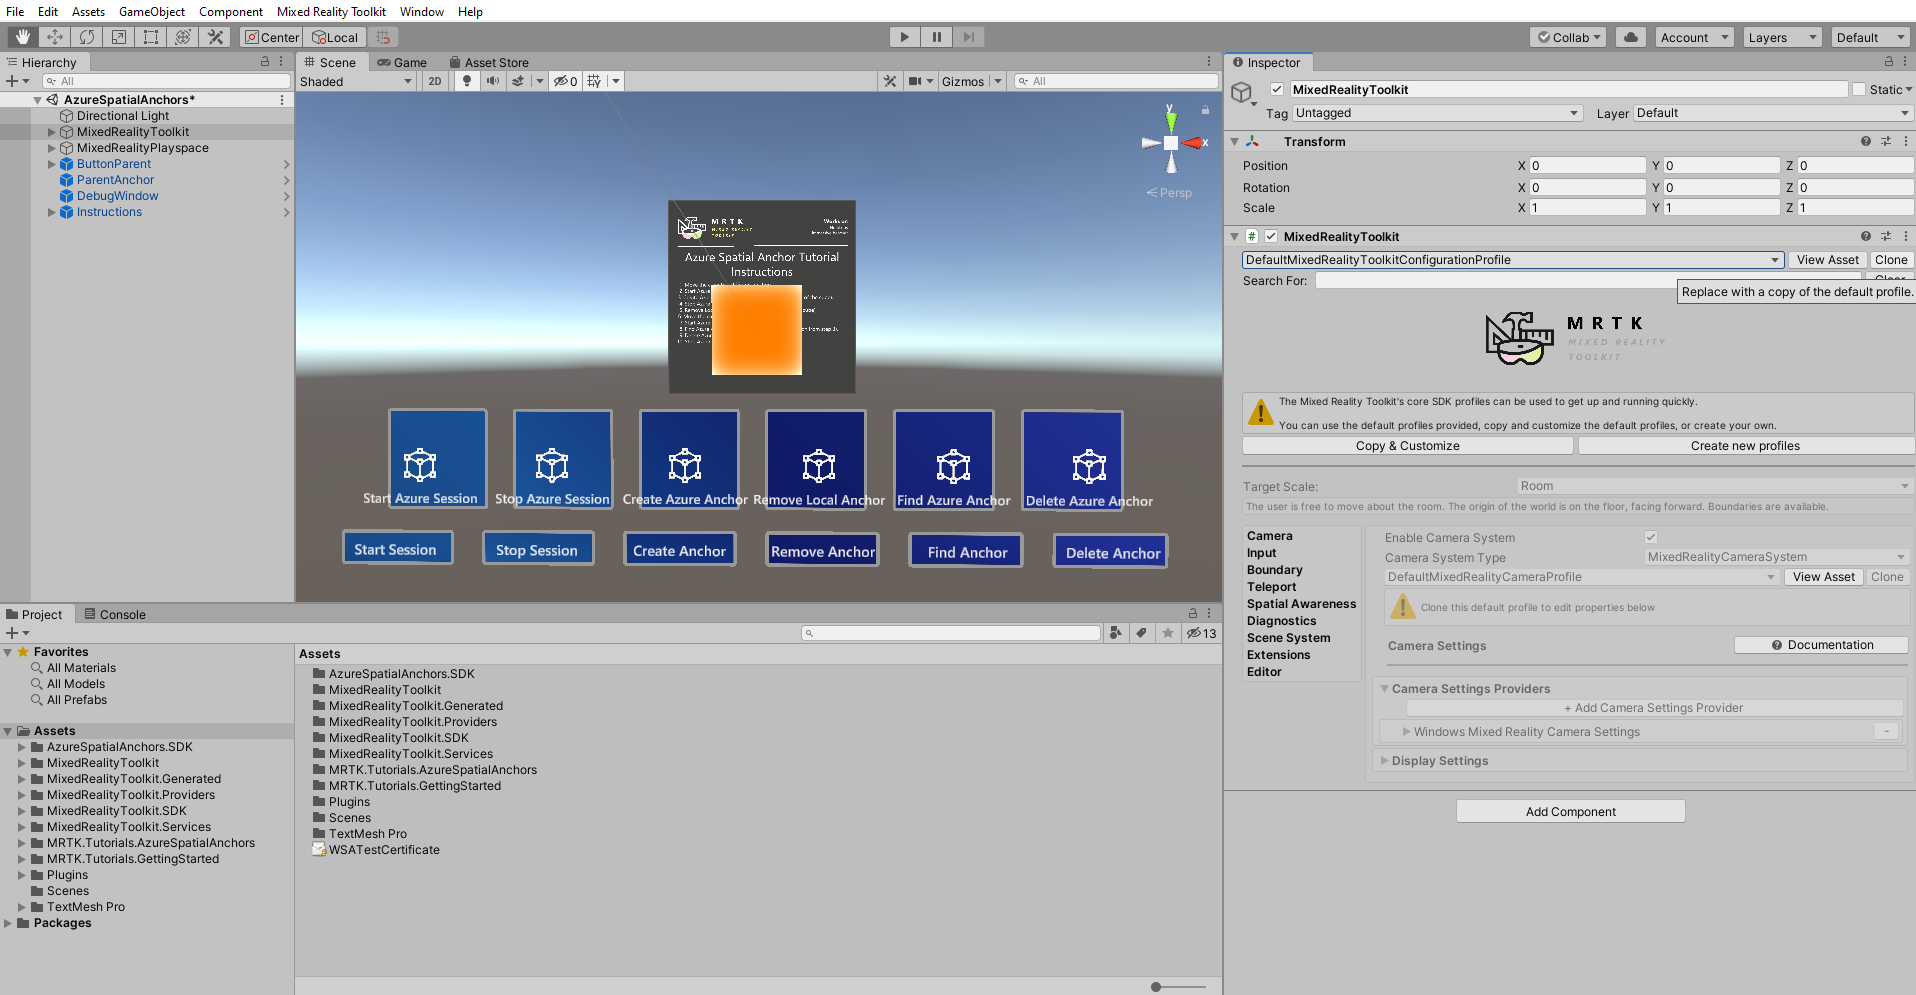 File Edit Assets GameObject Component Mixed Reality Toolkit Window Help
Center Local Collab Account Layers Default
Hierarchy
All
AzureSpatialAnchors*
Directional Light
MixedRealityToolkit
MixedRealityPlayspace
ButtonParent
ParentAnchor
DebugWindow
Instructions
Scene Game Asset Store
Shaded 2D 0 Gizmos All
y
x
Persp
MRTK
Azure Spatial Anchor Tutorial
Instructions
Start Azure Session Stop Azure Session Create Azure Anchor Remove Local Anchor Find Azure Anchor Delete Azure Anchor
Start Session Stop Session Create Anchor Remove Anchor Find Anchor Delete Anchor
Project Console
13
Favorites
All Materials
All Models
All Prefabs
Assets
AzureSpatialAnchors.SDK
MixedRealityToolkit
MixedRealityToolkit.Generated
MixedRealityToolkit.Providers
MixedRealityToolkit.SDK
MixedRealityToolkit.Services
MRTK.Tutorials.AzureSpatialAnchors
MRTK.Tutorials.GettingStarted
Plugins
Scenes
TextMesh Pro
Packages
Assets
AzureSpatialAnchors.SDK
MixedRealityToolkit
MixedRealityToolkit.Generated
MixedRealityToolkit.Providers
MixedRealityToolkit.SDK
MixedRealityToolkit.Services
MRTK.Tutorials.AzureSpatialAnchors
MRTK.Tutorials.GettingStarted
Plugins
Scenes
TextMesh Pro
WSATestCertificate
Inspector
MixedRealityToolkit Static
Tag Untagged Layer Default
Transform
Position X 0 Y 0 Z 0
Rotation X 0 Y 0 Z 0
Scale X 1 Y 1 Z 1
# MixedRealityToolkit
DefaultMixedRealityToolkitConfigurationProfile View Asset Clone
Search For:
Replace with a copy of the default profile.
MRTK
MIXED REALITY
TOOLKIT
The Mixed Reality Toolkit's core SDK profiles can be used to get up and running quickly.
You can use the default profiles provided, copy and customize the default profiles, or create your own.
Copy & Customize Create new profiles
Target Scale: Room
The user is free to move about the room. The origin of the world is on the floor, facing forward. Boundaries are available.
Camera
Input
Boundary
Teleport
Spatial Awareness
Diagnostics
Scene System
Extensions
Editor
Enable Camera System
Camera System Type MixedRealityCameraSystem
DefaultMixedRealityCameraProfile View Asset Clone
Clone this default profile to edit properties below
Camera Settings Documentation
Camera Settings Providers
+ Add Camera Settings Provider
Windows Mixed Reality Camera Settings -
Display Settings
Add Component